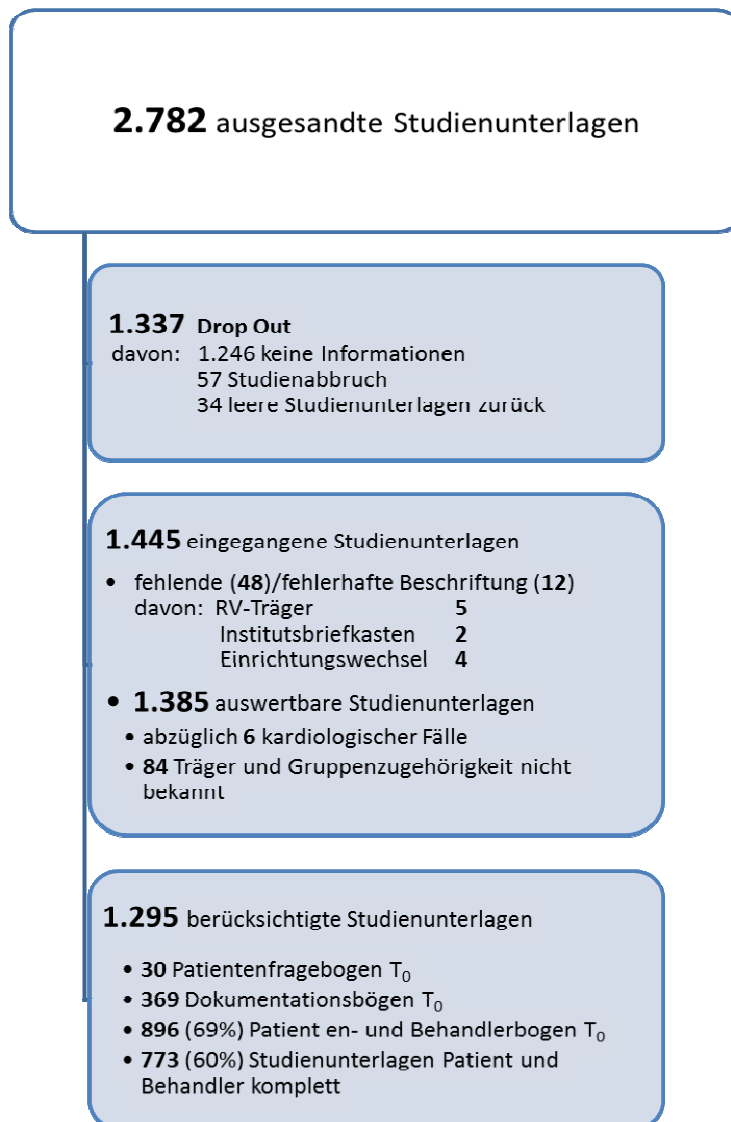 2.782 ausgesandte Studienunterlagen
1.337 Drop Out
davon: 1.246 keine Informationen
57 Studienabbruch
34 leere Studienunterlagen zurück
1.445 eingegangene Studienunterlagen
• fehlende (48)/fehlerhafte Beschriftung (12)
davon: RV-Träger 5
Institutsbriefkasten 2
Einrichtungswechsel 4
• 1.385 auswertbare Studienunterlagen
• abzüglich 6 kardiologischer Fälle
• 84 Träger und Gruppenzugehörigkeit nicht
bekannt
1.295 berücksichtigte Studienunterlagen
• 30 Patientenfragebogen T₀
• 369 Dokumentationsbögen T₀
• 896 (69%) Patient en- und Behandlerbogen T₀
• 773 (60%) Studienunterlagen Patient und
Behandler komplett